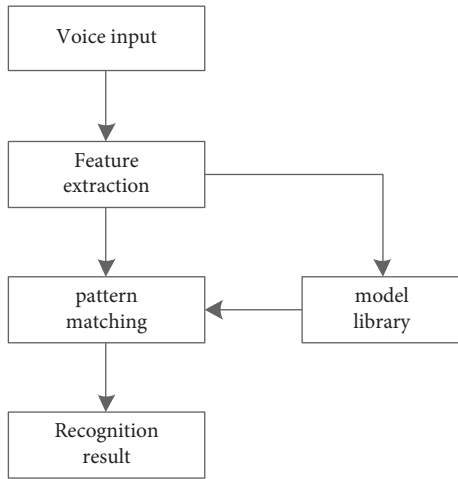 Voice input
Feature
extraction
pattern
matching
model
library
Recognition
result